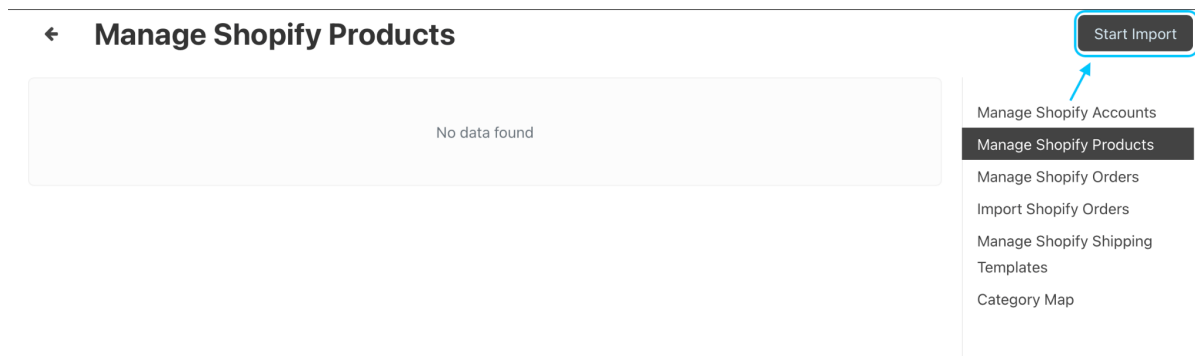 Manage Shopify Products
Start Import
No data found
Manage Shopify Accounts
Manage Shopify Products
Manage Shopify Orders
Import Shopify Orders
Manage Shopify Shipping
Templates
Category Map